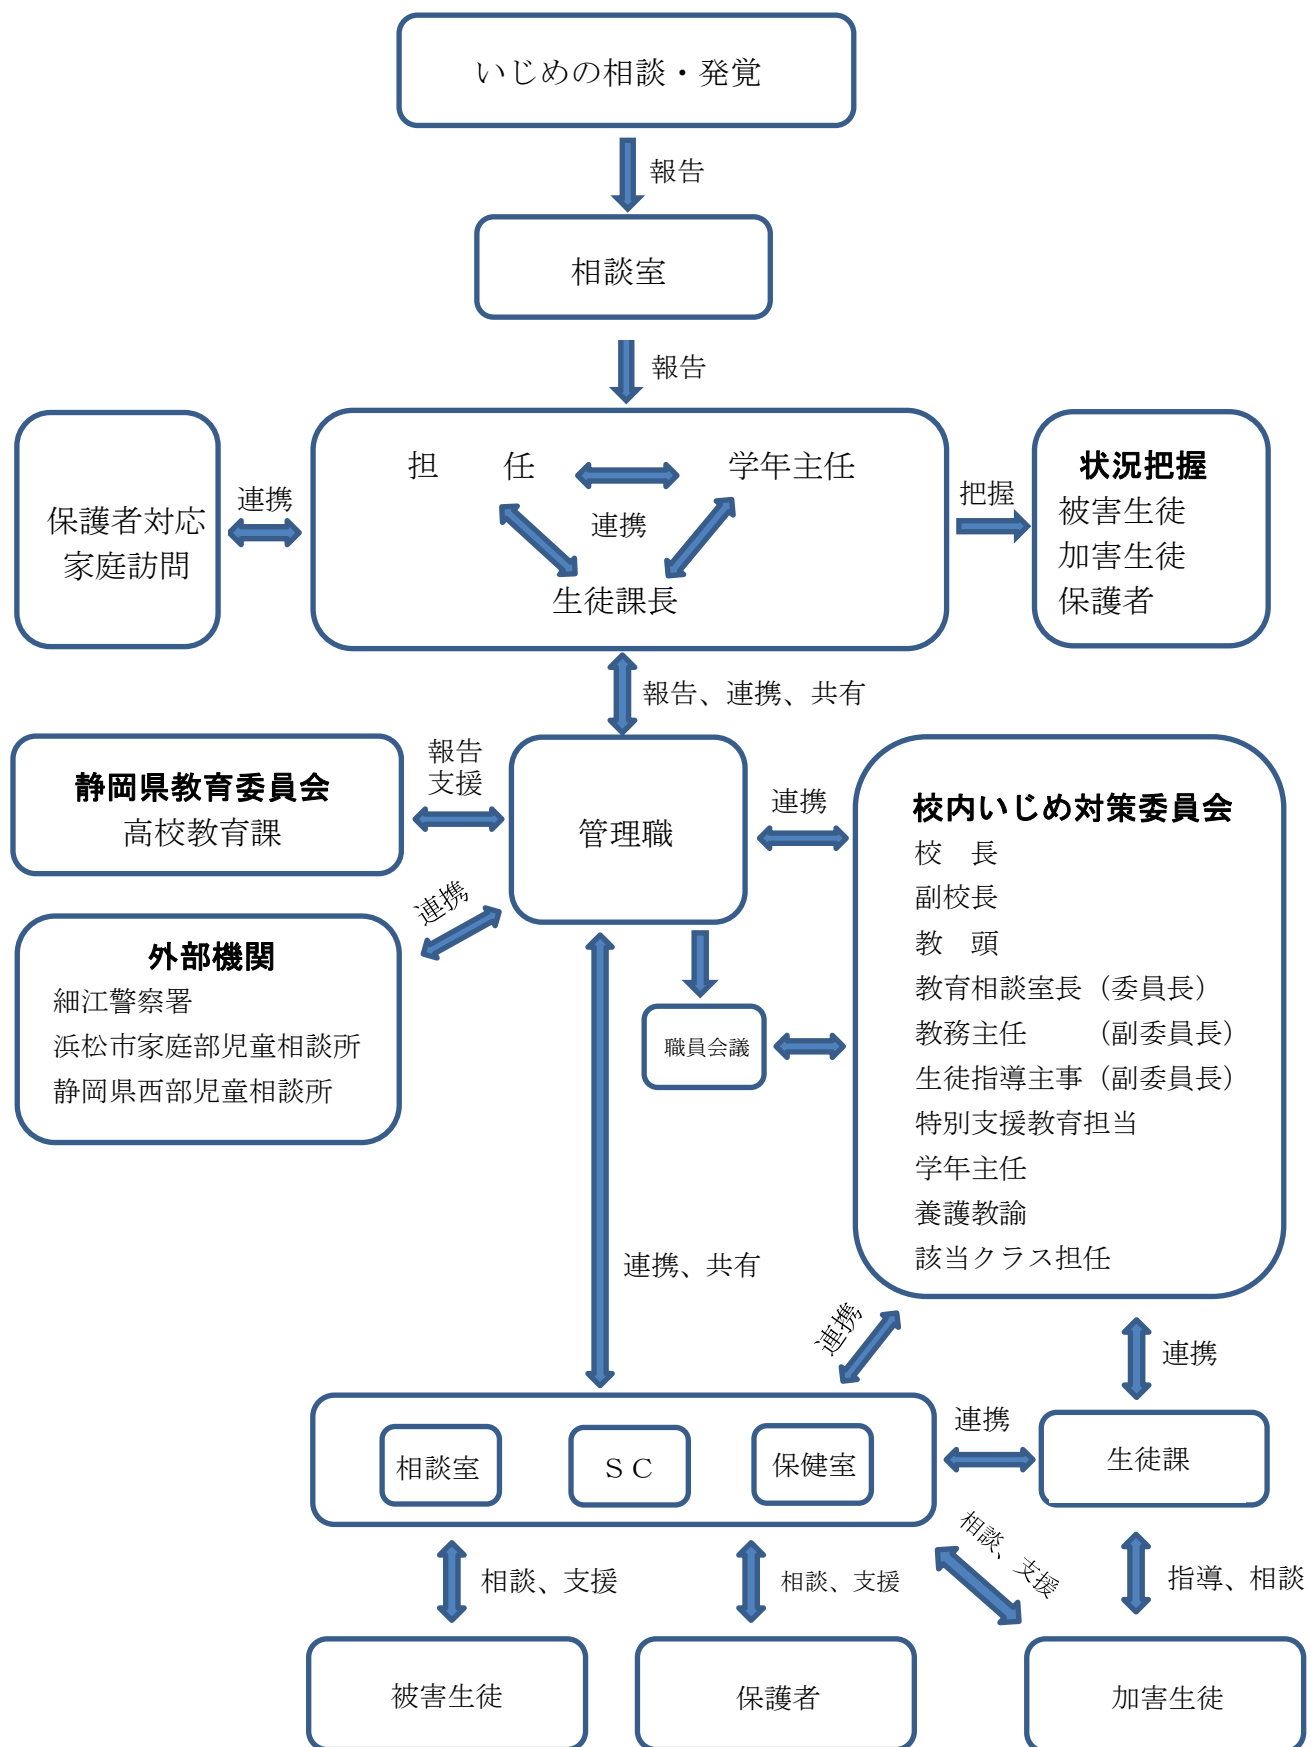 いじめの相談・発覚
報告
相談室
報告
保護者対応
家庭訪問
連携
担　　任
学年主任
連携
生徒課長
把握
状況把握
被害生徒
加害生徒
保護者
報告、連携、共有
静岡県教育委員会
高校教育課
報告
支援
管理職
連携
校内いじめ対策委員会
校　長
副校長
教　頭
教育相談室長（委員長）
教務主任　　（副委員長）
生徒指導主事（副委員長）
特別支援教育担当
学年主任
養護教諭
該当クラス担任
連携
外部機関
細江警察署
浜松市家庭部児童相談所
静岡県西部児童相談所
職員会議
連携、共有
連携
連携
相談室
ＳＣ
保健室
連携
生徒課
相談、支援
相談、支援
相談、支援
指導、相談
被害生徒
保護者
加害生徒